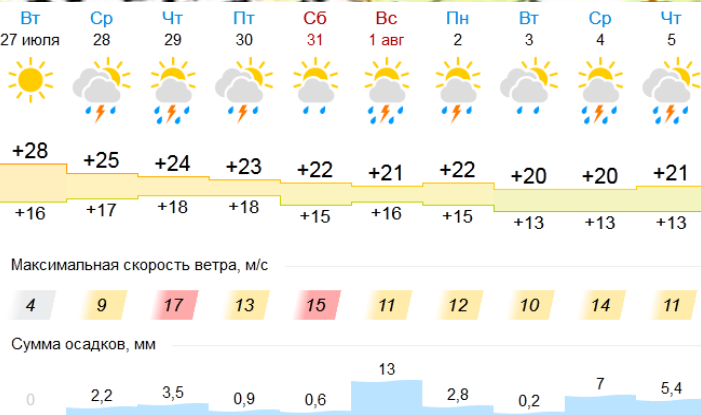 Вт Ср Чт Пт Сб Вс Пн Вт Ср Чт
27 июля 28 29 30 31 1 авг 2 3 4 5
+28 +25 +24 +23 +22 +21 +22 +20 +20 +21
+16 +17 +18 +18 +15 +16 +15 +13 +13 +13
Максимальная скорость ветра, м/с
4 9 17 13 15 11 12 10 14 11
Сумма осадков, мм
0 2,2 3,5 0,9 0,6 13 2,8 0,2 7 5,4